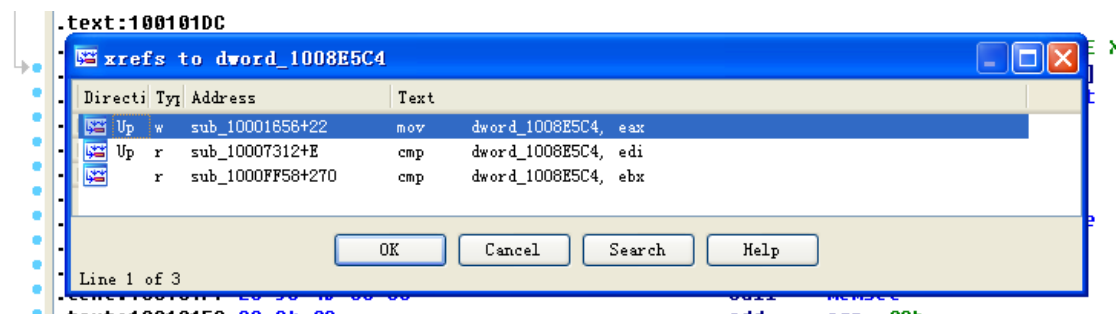 .text:100101DC
xrefs to dword_1008E5C4
Directi Typ Address Text
Up w sub_10001656+22 mov dword_1008E5C4, eax
Up r sub_10007312+E cmp dword_1008E5C4, edi
r sub_1000FF58+270 cmp dword_1008E5C4, ebx
OK Cancel Search Help
Line 1 of 3